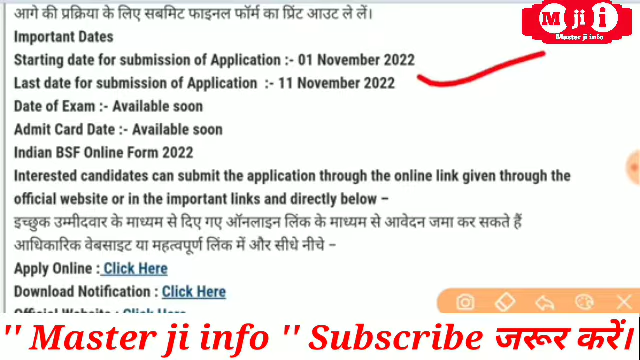 आगे की प्रक्रिया के लिए सबमिट फाइनल फॉर्म का प्रिंट आउट ले लें।
Important Dates
Starting date for submission of Application :- 01 November 2022
Last date for submission of Application :- 11 November 2022
Date of Exam :- Available soon
Admit Card Date :- Available soon
Indian BSF Online Form 2022
Interested candidates can submit the application through the online link given through the
official website or in the important links and directly below –
इच्छुक उम्मीदवार के माध्यम से दिए गए ऑनलाइन लिंक के माध्यम से आवेदन जमा कर सकते हैं
आधिकारिक वेबसाइट या महत्वपूर्ण लिंक में और सीधे नीचे –
Apply Online : Click Here
Download Notification : Click Here
Official Website : Click Here
M ji i
Master ji info
" Master ji info " Subscribe जरूर करें।